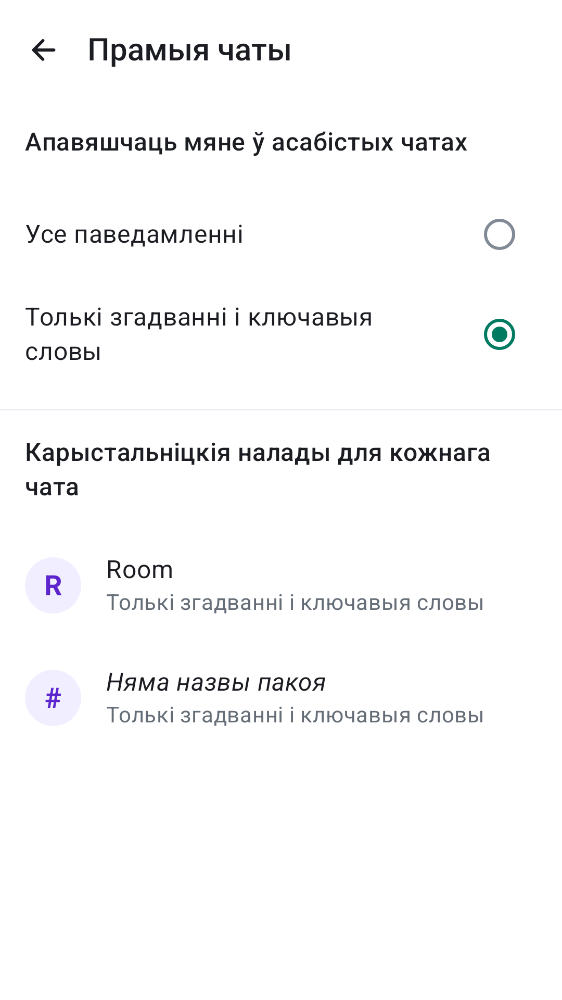 Прамыя чаты
Апавяшчаць мяне ў асабістых чатах
Усе паведамленні
Толькі згадванні і ключавыя
словы
Карыстальніцкія налады для кожнага
чата
R
Room
Толькі згадванні і ключавыя словы
#
Няма назвы пакоя
Толькі згадванні і ключавыя словы